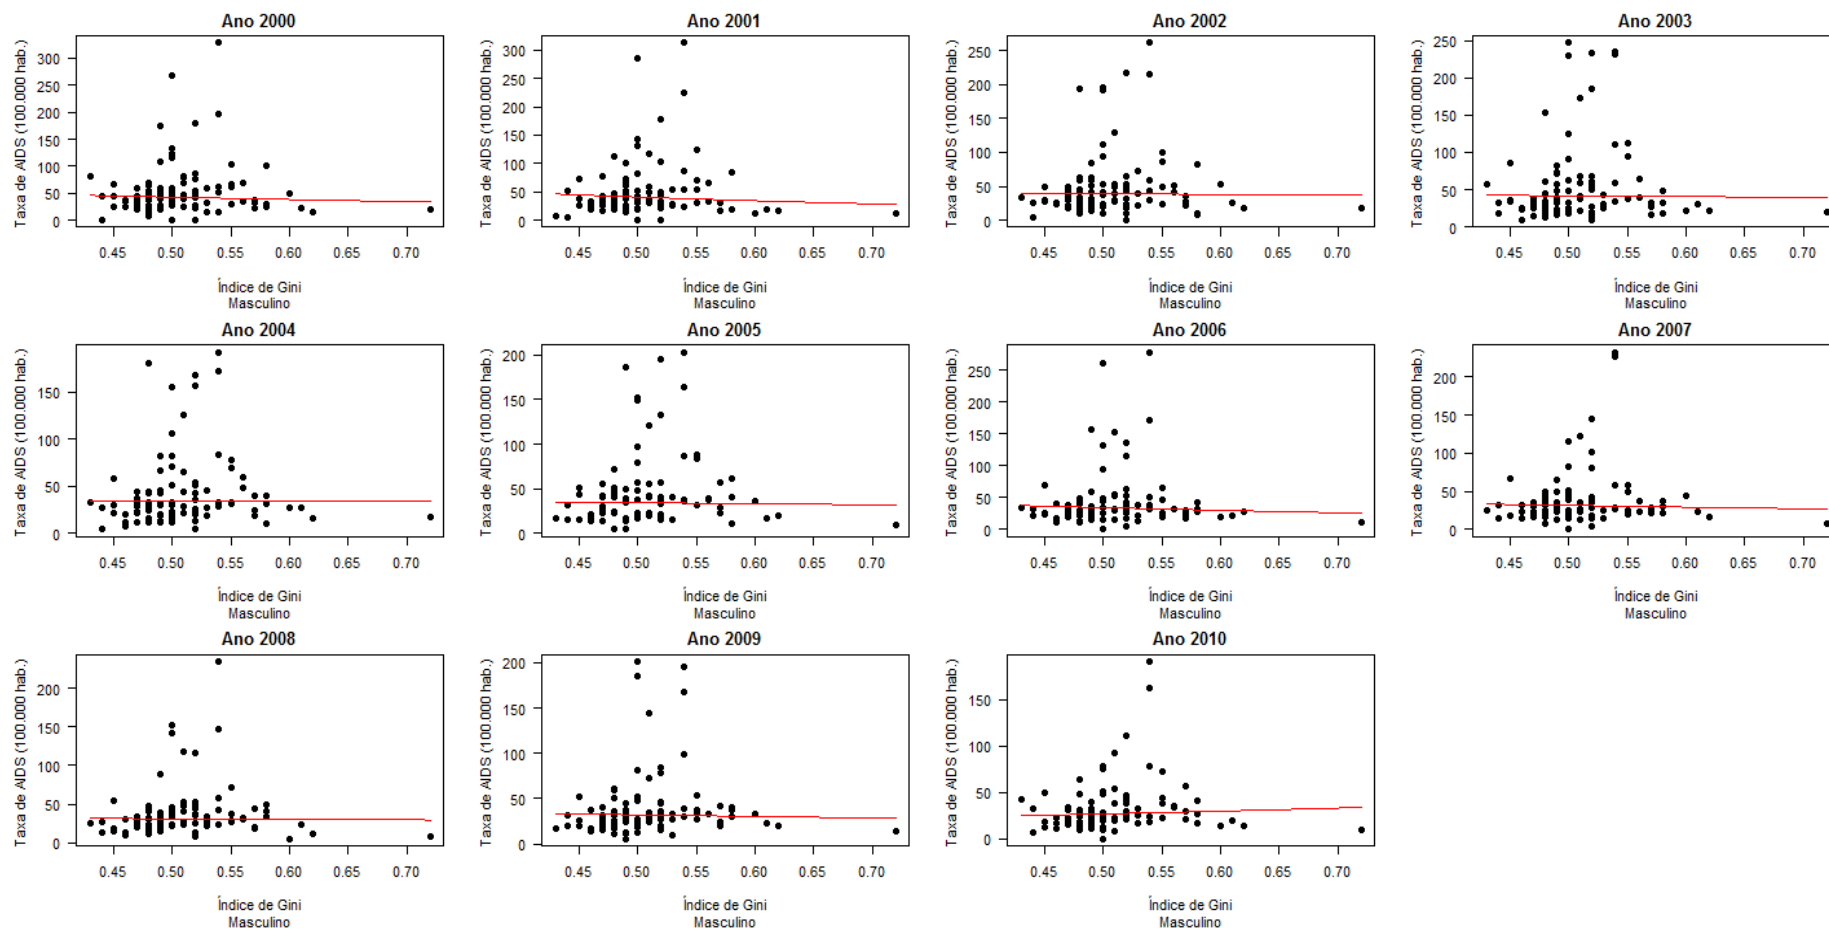 Ano 2000
Taxa de AIDS (100.000 hab.)
300
250
200
150
100
50
0
0.45 0.50 0.55 0.60 0.65 0.70
Índice de Gini
Masculino
Ano 2001
Taxa de AIDS (100.000 hab.)
300
250
200
150
100
50
0
0.45 0.50 0.55 0.60 0.65 0.70
Índice de Gini
Masculino
Ano 2002
Taxa de AIDS (100.000 hab.)
250
200
150
100
50
0
0.45 0.50 0.55 0.60 0.65 0.70
Índice de Gini
Masculino
Ano 2003
Taxa de AIDS (100.000 hab.)
250
200
150
100
50
0
0.45 0.50 0.55 0.60 0.65 0.70
Índice de Gini
Masculino
Ano 2004
Taxa de AIDS (100.000 hab.)
150
100
50
0
0.45 0.50 0.55 0.60 0.65 0.70
Índice de Gini
Masculino
Ano 2005
Taxa de AIDS (100.000 hab.)
200
150
100
50
0
0.45 0.50 0.55 0.60 0.65 0.70
Índice de Gini
Masculino
Ano 2006
Taxa de AIDS (100.000 hab.)
250
200
150
100
50
0
0.45 0.50 0.55 0.60 0.65 0.70
Índice de Gini
Masculino
Ano 2007
Taxa de AIDS (100.000 hab.)
200
150
100
50
0
0.45 0.50 0.55 0.60 0.65 0.70
Índice de Gini
Masculino
Ano 2008
Taxa de AIDS (100.000 hab.)
200
150
100
50
0
0.45 0.50 0.55 0.60 0.65 0.70
Índice de Gini
Masculino
Ano 2009
Taxa de AIDS (100.000 hab.)
200
150
100
50
0
0.45 0.50 0.55 0.60 0.65 0.70
Índice de Gini
Masculino
Ano 2010
Taxa de AIDS (100.000 hab.)
150
100
50
0
0.45 0.50 0.55 0.60 0.65 0.70
Índice de Gini
Masculino